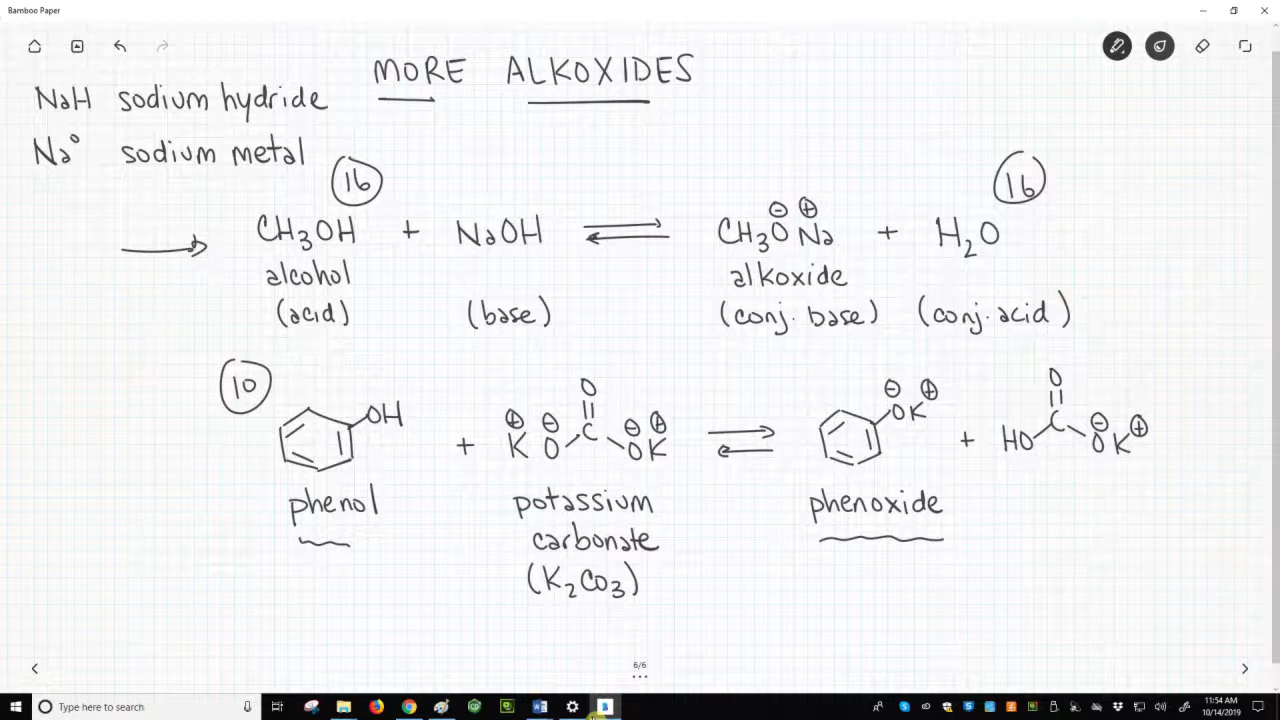 Bamboo Paper
MORE ALKOXIDES
NaH sodium hydride
Na° sodium metal
16 16
CH₃OH + NaOH ⇌ CH₃O⊖ Na⊕ + H₂O
alcohol alkoxide
(acid) (base) (conj. base) (conj. acid)
10
O O
OH + K⊕ ⊖O C O⊖ K⊕ ⇌ O⊖ K⊕ + HO C O⊖ K⊕
phenol potassium phenoxide
carbonate
(K₂CO₃)
6/6
Type here to search
11:54 AM
10/14/2019